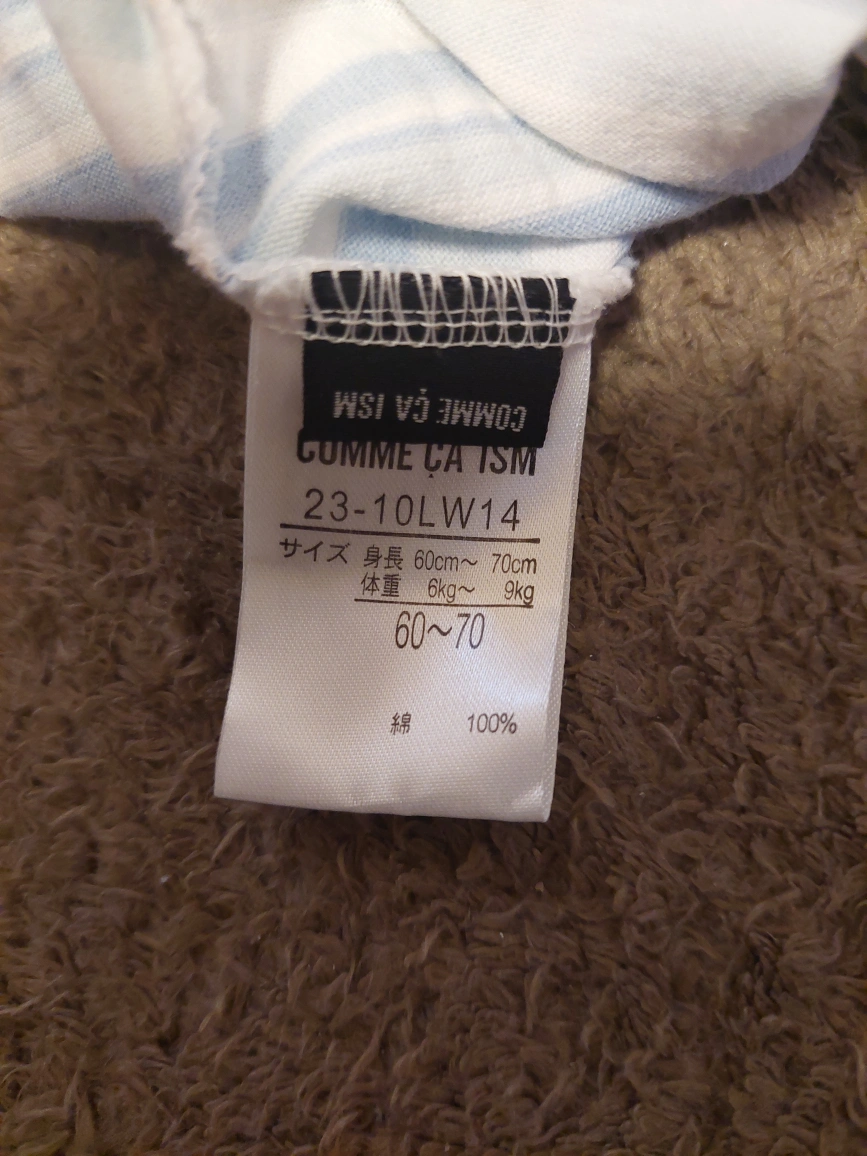 COMME ÇA ISM
COMME ÇA ISM
23-10LW14
サイズ 身長 60cm〜 70cm
体重 6kg〜 9kg
60〜70
綿 100%